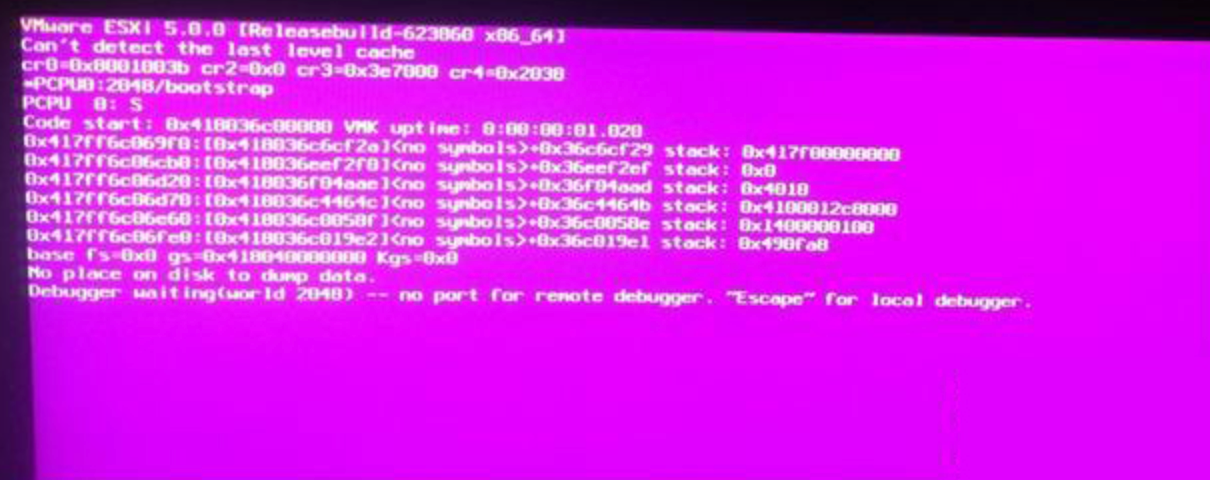 VMware ESXi 5.0.0 [Releasebuild-623860 x86_64]
Can't detect the last level cache
cr0=0x8001003b cr2=0x0 cr3=0x3e7000 cr4=0x2038
*PCPU0:2048/bootstrap
PCPU 0: S
Code start: 0x418036c00000 VMK uptime: 0:00:00:01.020
0x417ff6c069f0:[0x418036c6cf2a]<no symbols>+0x36c6cf29 stack: 0x417f00000000
0x417ff6c06cb0:[0x418036eef2f0]<no symbols>+0x36eef2ef stack: 0x0
0x417ff6c06d20:[0x418036f04aae]<no symbols>+0x36f04aad stack: 0x4010
0x417ff6c06d70:[0x418036c4464c]<no symbols>+0x36c4464b stack: 0x4100012c8000
0x417ff6c06e60:[0x418036c0058f]<no symbols>+0x36c0058e stack: 0x1400000100
0x417ff6c06fe0:[0x418036c019e2]<no symbols>+0x36c019e1 stack: 0x490fa8
base fs=0x0 gs=0x418040000000 Kgs=0x0
No place on disk to dump data.
Debugger waiting(world 2048) -- no port for remote debugger. "Escape" for local debugger.